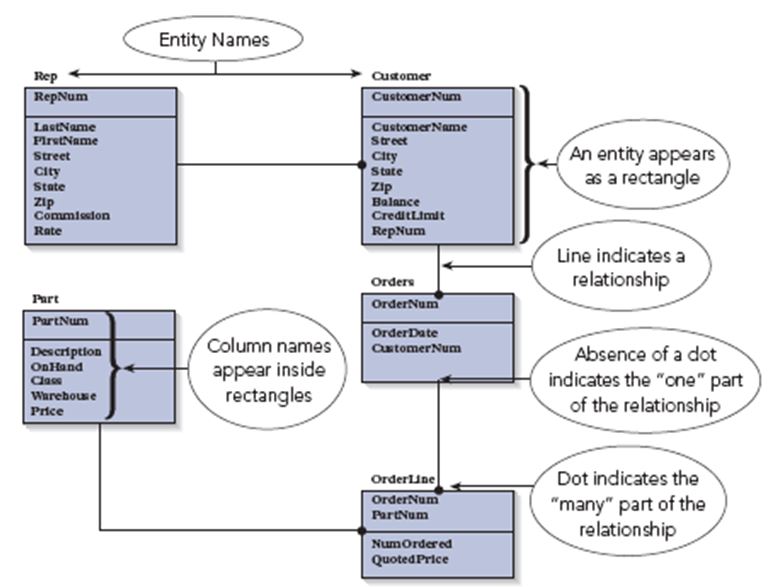 Entity Names
Rep
Customer
RepNum
LastName
FirstName
Street
City
State
Zip
Commission
Rate
CustomerNum
CustomerName
Street
City
State
Zip
Balance
CreditLimit
RepNum
An entity appears
as a rectangle
Line indicates a
relationship
Orders
OrderNum
OrderDate
CustomerNum
Part
PartNum
Description
OnHand
Class
Warehouse
Price
Column names
appear inside
rectangles
Absence of a dot
indicates the “one” part
of the relationship
OrderLine
OrderNum
PartNum
NumOrdered
QuotedPrice
Dot indicates the
“many” part of the
relationship